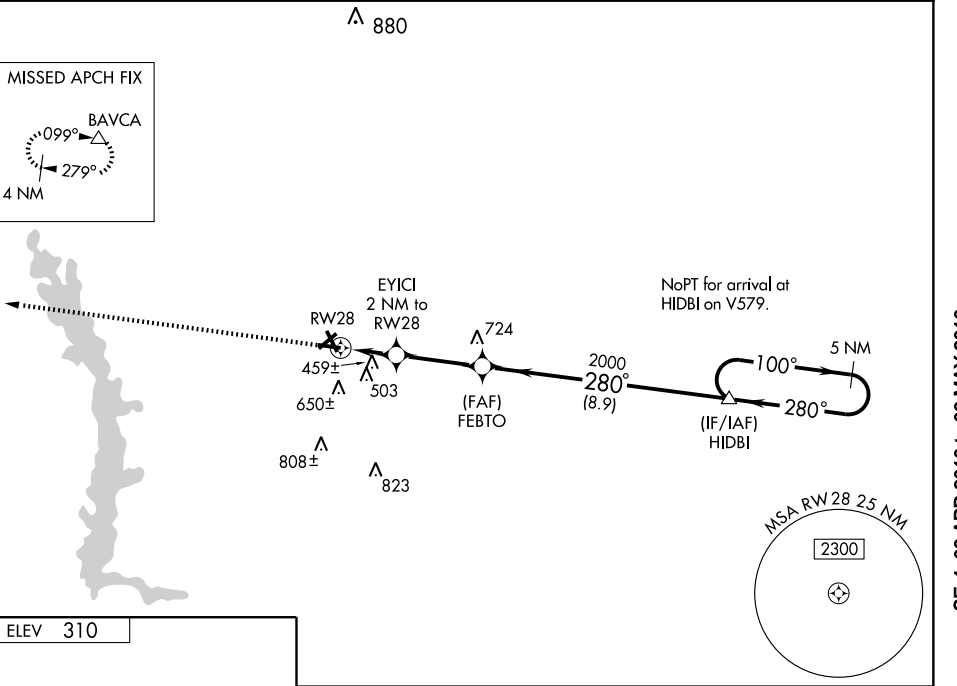 880
MISSED APCH FIX
BAVCA
099°
279°
4 NM
EYICI
2 NM to
RW28
RW28
NoPT for arrival at
HIDBI on V579.
724
5 NM
459±
503
650±
2000
280°
(8.9)
100°
280°
(FAF)
FEBTO
(IF/IAF)
HIDBI
808±
823
MSA RW 28 25 NM
2300
ELEV 310